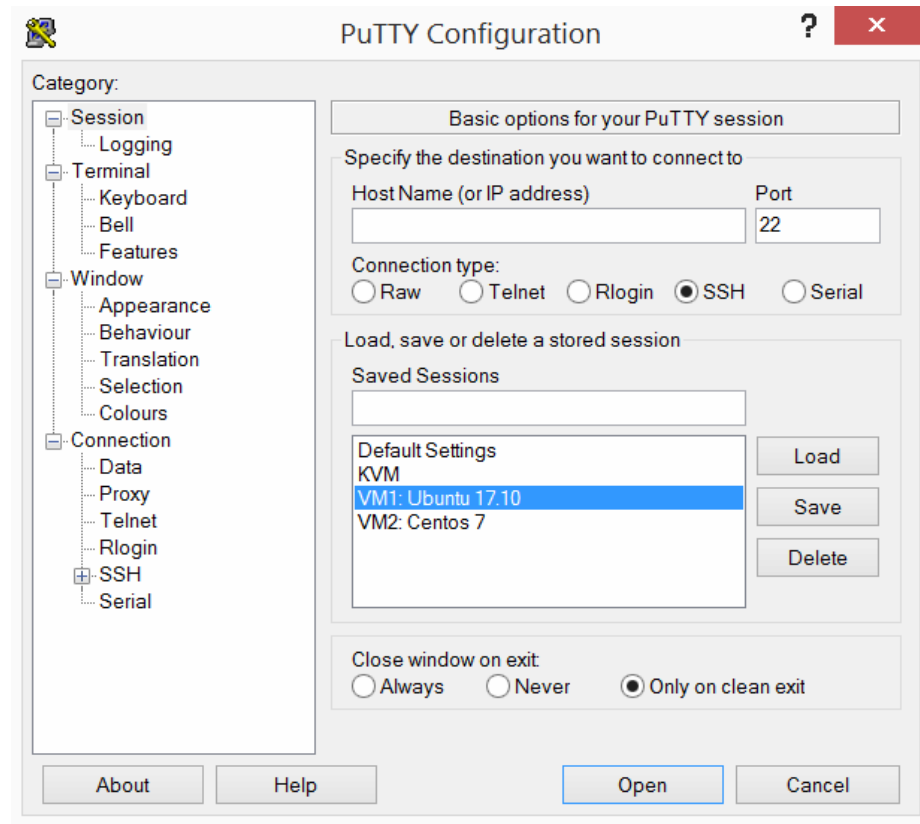 PuTTY Configuration
?
x
Category:
Session
Logging
Terminal
Keyboard
Bell
Features
Window
Appearance
Behaviour
Translation
Selection
Colours
Connection
Data
Proxy
Telnet
Rlogin
SSH
Serial
Basic options for your PuTTY session
Specify the destination you want to connect to
Host Name (or IP address) Port
22
Connection type:
Raw Telnet Rlogin SSH Serial
Load, save or delete a stored session
Saved Sessions
Default Settings
KVM
VM1: Ubuntu 17.10
VM2: Centos 7
Load
Save
Delete
Close window on exit:
Always Never Only on clean exit
About Help Open Cancel